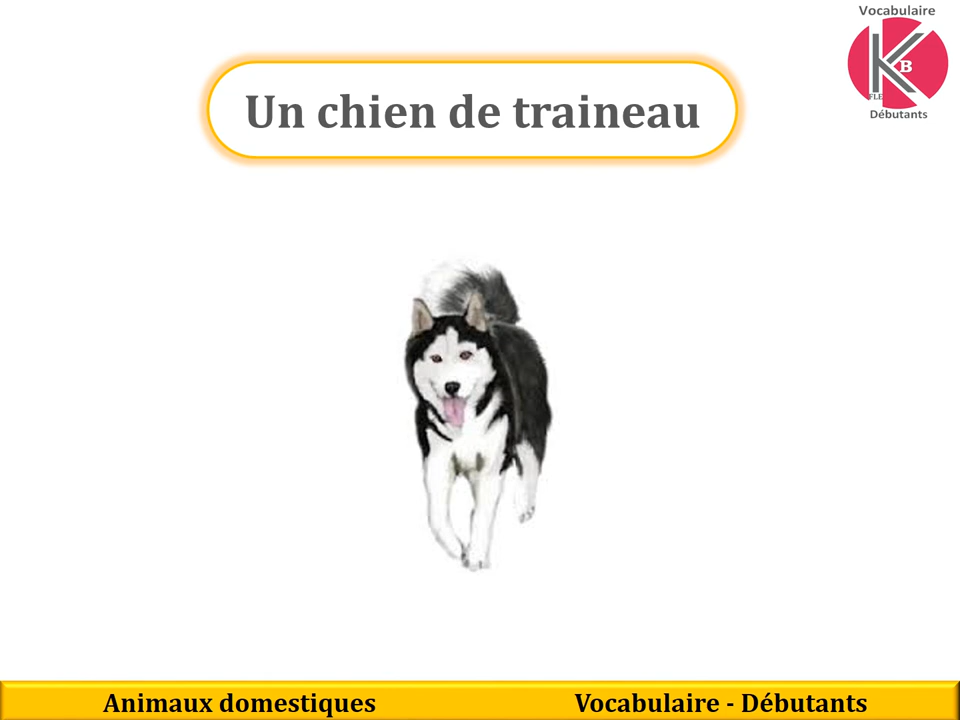 Vocabulaire
K B
FLE
Débutants
Un chien de traineau
Animaux domestiques
Vocabulaire - Débutants